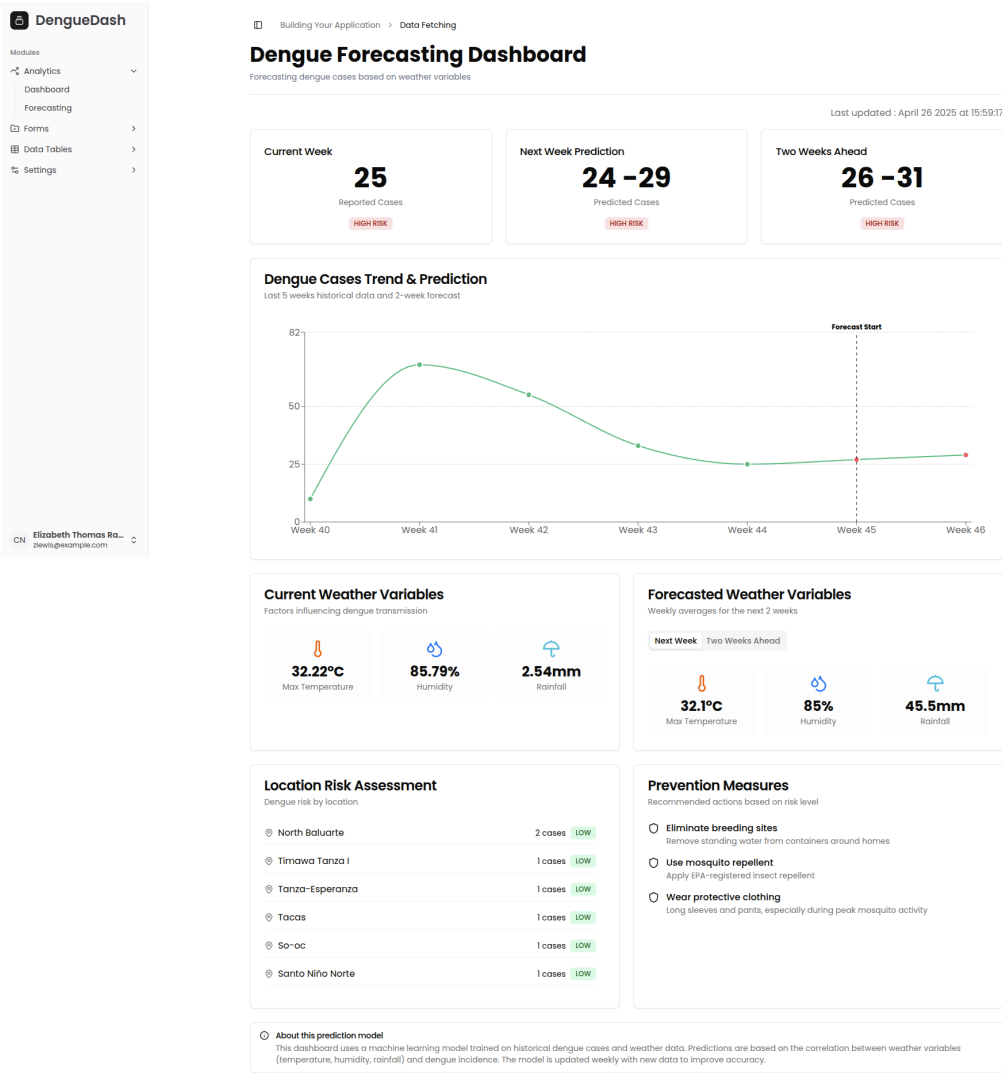 DengueDash
Modules
Analytics
Dashboard
Forecasting
Forms
Data Tables
Settings
CN
Elizabeth Thomas Ra...
zlewis@example.com
Building Your Application > Data Fetching
Dengue Forecasting Dashboard
Forecasting dengue cases based on weather variables
Last updated : April 26 2025 at 15:59:17
Current Week
25
Reported Cases
HIGH RISK
Next Week Prediction
24 –29
Predicted Cases
HIGH RISK
Two Weeks Ahead
26 –31
Predicted Cases
HIGH RISK
Dengue Cases Trend & Prediction
Last 5 weeks historical data and 2-week forecast
Forecast Start
82
50
25
0
Week 40 Week 41 Week 42 Week 43 Week 44 Week 45 Week 46
Current Weather Variables
Factors influencing dengue transmission
32.22°C
Max Temperature
85.79%
Humidity
2.54mm
Rainfall
Forecasted Weather Variables
Weekly averages for the next 2 weeks
Next Week Two Weeks Ahead
32.1°C
Max Temperature
85%
Humidity
45.5mm
Rainfall
Location Risk Assessment
Dengue risk by location
North Baluarte 2 cases LOW
Timawa Tanza I 1 cases LOW
Tanza-Esperanza 1 cases LOW
Tacas 1 cases LOW
So-oc 1 cases LOW
Santo Niño Norte 1 cases LOW
Prevention Measures
Recommended actions based on risk level
Eliminate breeding sites
Remove standing water from containers around homes
Use mosquito repellent
Apply EPA-registered insect repellent
Wear protective clothing
Long sleeves and pants, especially during peak mosquito activity
About this prediction model
This dashboard uses a machine learning model trained on historical dengue cases and weather data. Predictions are based on the correlation between weather variables
(temperature, humidity, rainfall) and dengue incidence. The model is updated weekly with new data to improve accuracy.